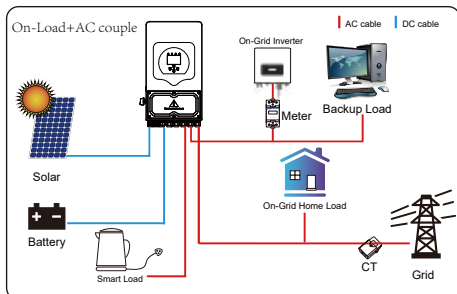 On-Load+AC couple
AC cable
DC cable
On-Grid Inverter
Meter
Backup Load
Solar
On-Grid Home Load
Battery
Smart Load
CT
Grid